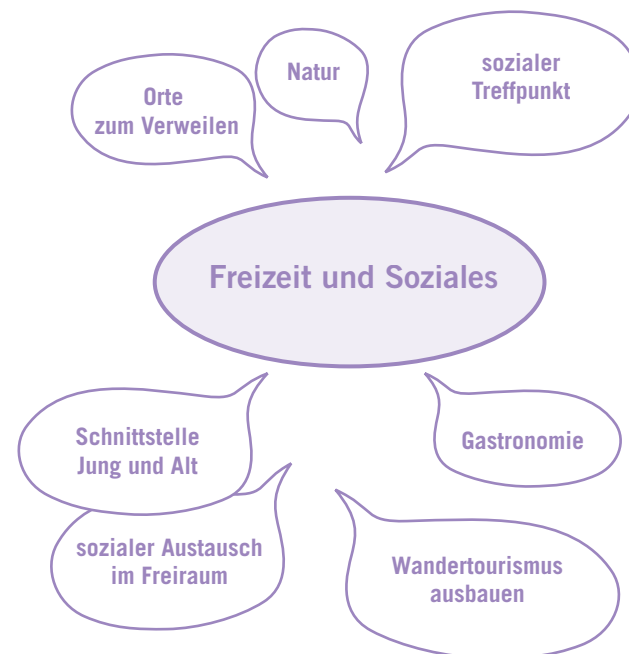 Natur
sozialer
Treffpunkt
Orte
zum Verweilen
Freizeit und Soziales
Schnittstelle
Jung und Alt
Gastronomie
sozialer Austausch
im Freiraum
Wandertourismus
ausbauen